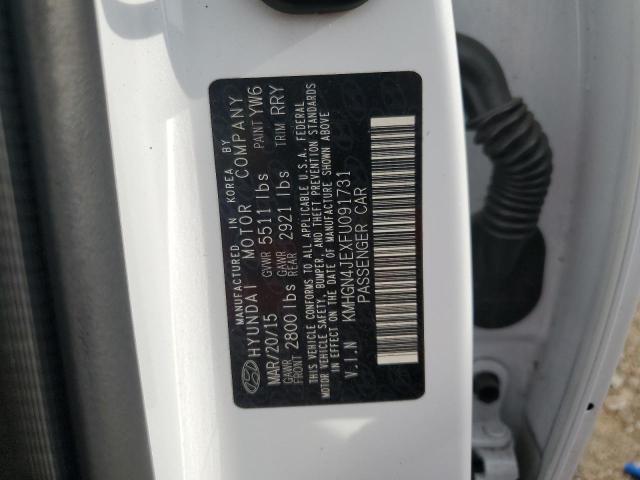 MANUFACTURED IN KOREA BY
HYUNDAI MOTOR COMPANY
MAR/20/15 GVWR 5511 lbs PAINT YW6
GAWR FRONT 2800 lbs GAWR REAR 2921 lbs TRIM RRY
THIS VEHICLE CONFORMS TO ALL APPLICABLE U.S.A. FEDERAL
MOTOR VEHICLE SAFETY, BUMPER, AND THEFT PREVENTION STANDARDS
IN EFFECT ON THE DATE OF MANUFACTURE SHOWN ABOVE
V.I.N KMHGN4JEXFU091731
PASSENGER CAR